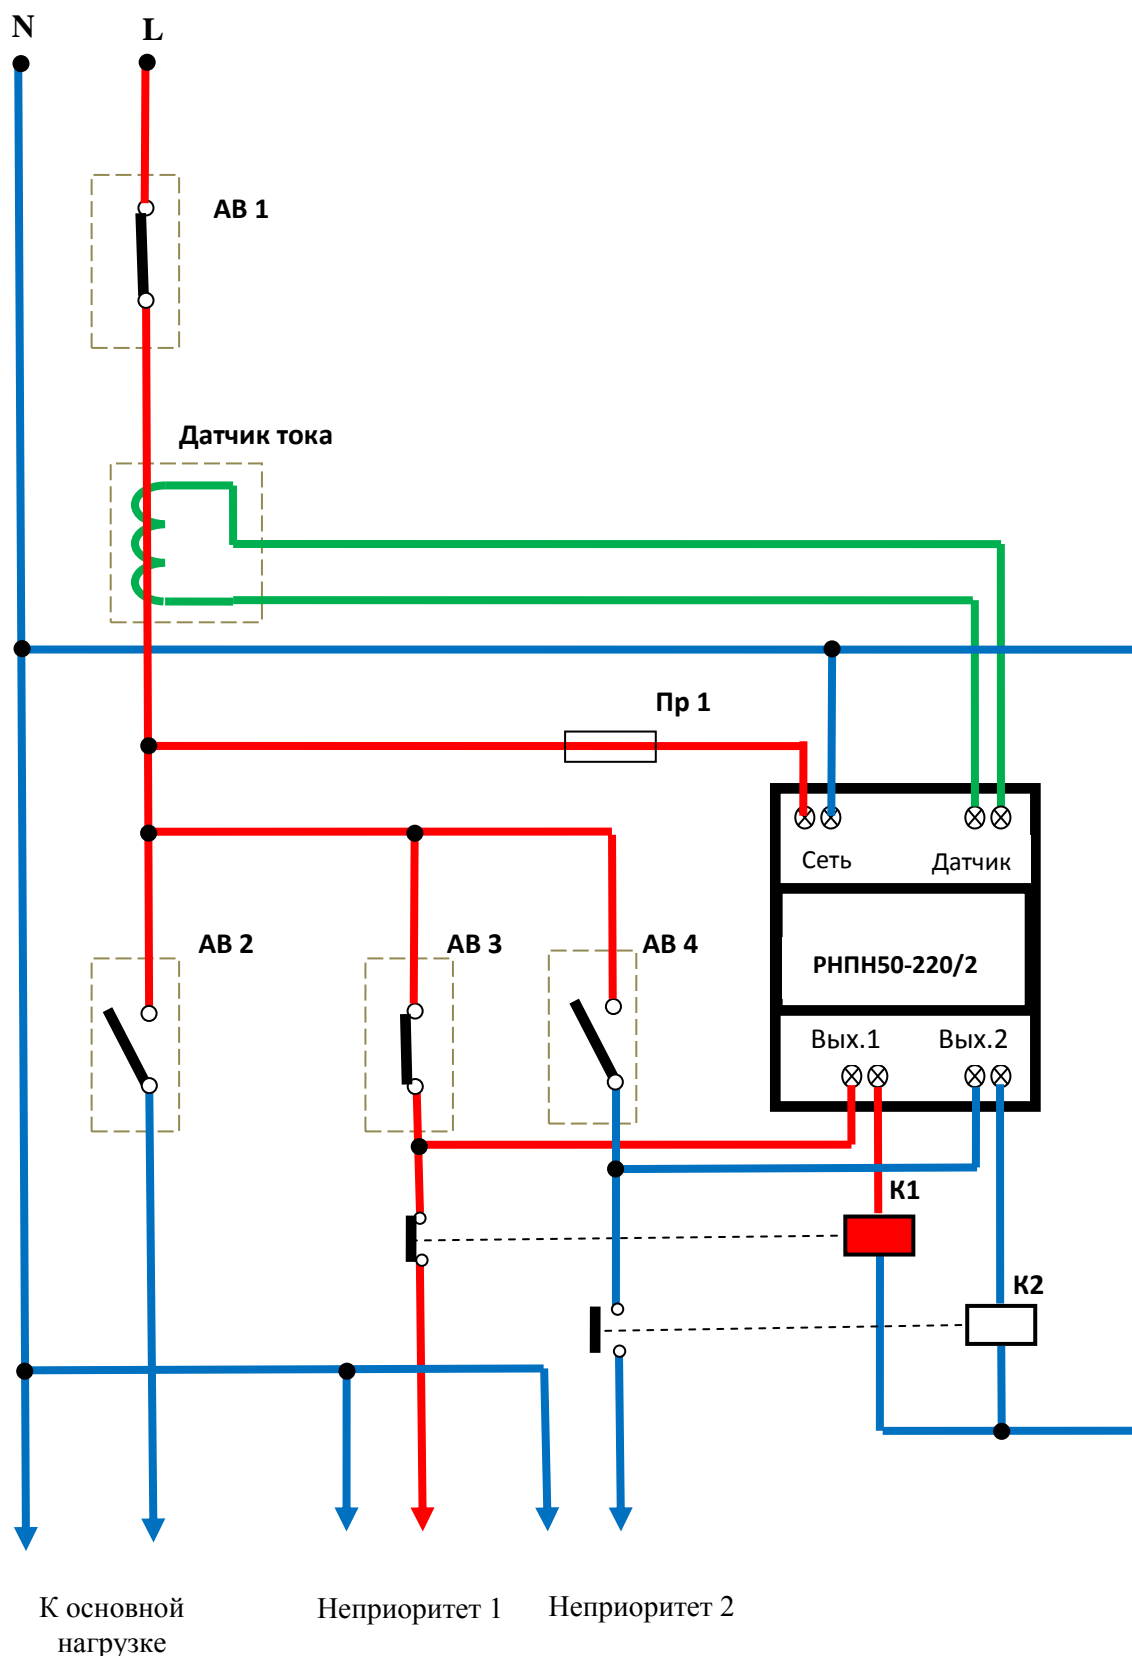 N
L
АВ 1
Датчик тока
Пр 1
Сеть
Датчик
АВ 2
АВ 3
АВ 4
РНПН50-220/2
Вых.1
Вых.2
К1
К2
К основной
нагрузке
Неприоритет 1
Неприоритет 2